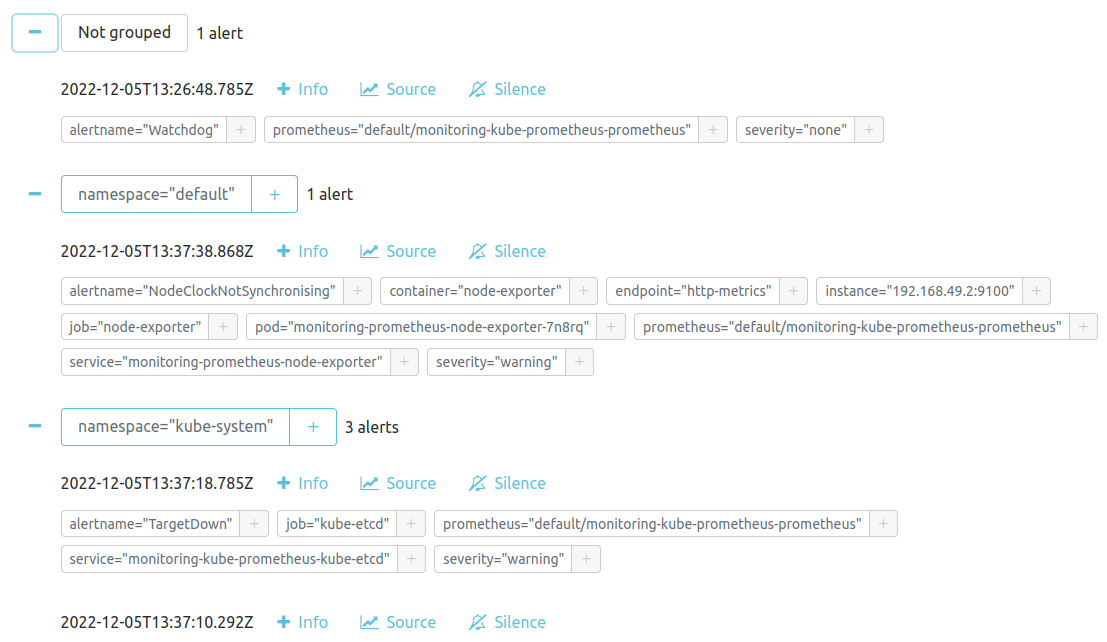 Not grouped 1 alert
2022-12-05T13:26:48.785Z + Info Source Silence
alertname="Watchdog" + prometheus="default/monitoring-kube-prometheus-prometheus" + severity="none" +
namespace="default" + 1 alert
2022-12-05T13:37:38.868Z + Info Source Silence
alertname="NodeClockNotSynchronising" + container="node-exporter" + endpoint="http-metrics" + instance="192.168.49.2:9100" +
job="node-exporter" + pod="monitoring-prometheus-node-exporter-7n8rq" + prometheus="default/monitoring-kube-prometheus-prometheus" +
service="monitoring-prometheus-node-exporter" + severity="warning" +
namespace="kube-system" + 3 alerts
2022-12-05T13:37:18.785Z + Info Source Silence
alertname="TargetDown" + job="kube-etcd" + prometheus="default/monitoring-kube-prometheus-prometheus" +
service="monitoring-kube-prometheus-kube-etcd" + severity="warning" +
2022-12-05T13:37:10.292Z + Info Source Silence